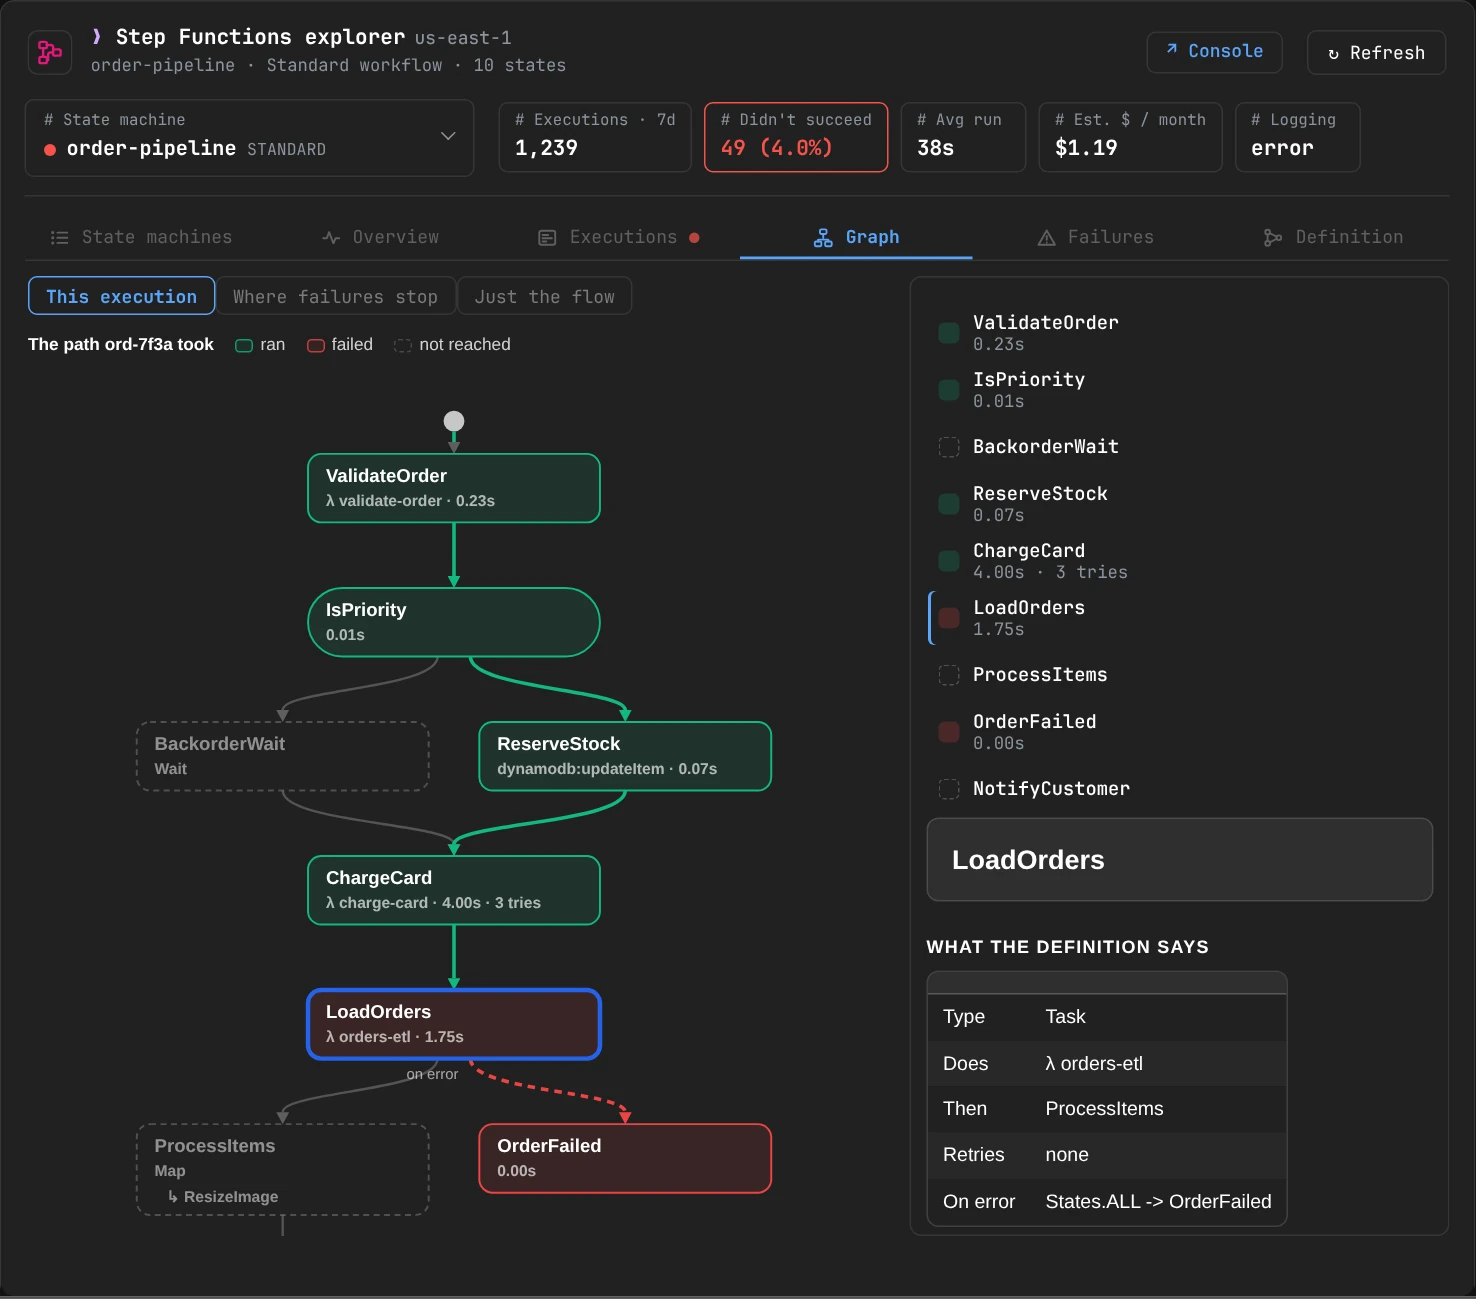 ❫ Step Functions explorer us-east-1
order-pipeline · Standard workflow · 10 states
↗ Console
↻ Refresh
# State machine
order-pipeline STANDARD
# Executions · 7d
1,239
# Didn't succeed
49 (4.0%)
# Avg run
38s
# Est. $ / month
$1.19
# Logging
error
State machines
Overview
Executions
Graph
Failures
Definition
This execution
Where failures stop
Just the flow
The path ord-7f3a took
ran
failed
not reached
ValidateOrder
λ validate-order · 0.23s
IsPriority
0.01s
BackorderWait
Wait
ReserveStock
dynamodb:updateItem · 0.07s
ChargeCard
λ charge-card · 4.00s · 3 tries
LoadOrders
λ orders-etl · 1.75s
on error
ProcessItems
Map
↳ ResizeImage
OrderFailed
0.00s
ValidateOrder
0.23s
IsPriority
0.01s
BackorderWait
ReserveStock
0.07s
ChargeCard
4.00s · 3 tries
LoadOrders
1.75s
ProcessItems
OrderFailed
0.00s
NotifyCustomer
LoadOrders
WHAT THE DEFINITION SAYS
Type Task
Does λ orders-etl
Then ProcessItems
Retries none
On error States.ALL -> OrderFailed